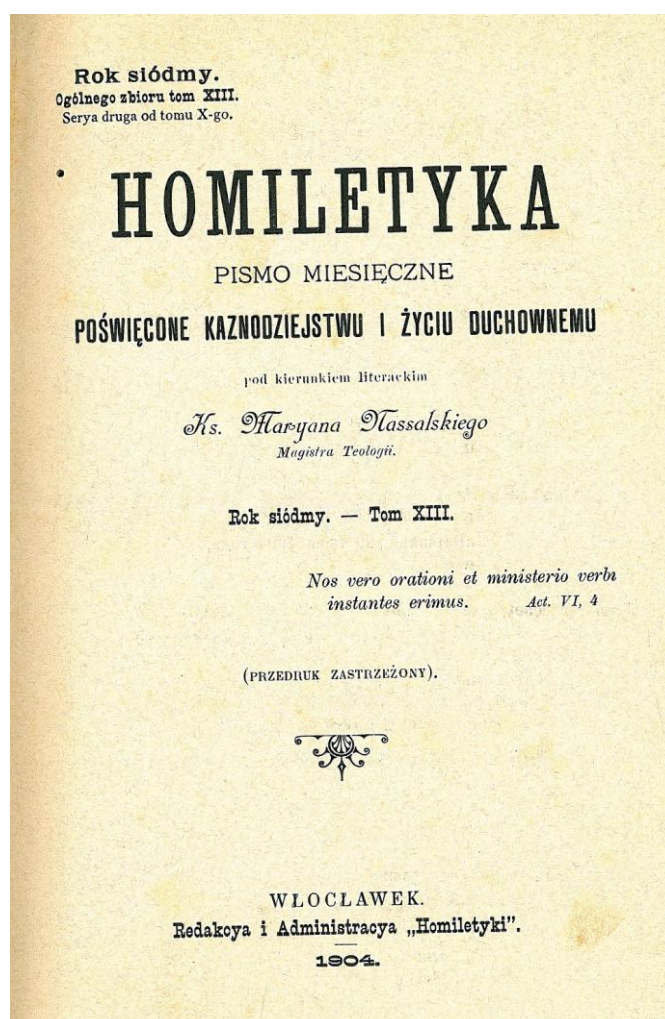 Rok siódmy.
Ogólnego zbioru tom XIII.
Serya druga od tomu X-go.
HOMILETYKA
PISMO MIESIĘCZNE
POŚWIĘCONE KAZNODZIEJSTWU I ŻYCIU DUCHOWNEMU
pod kierunkiem literackim
Ks. Maryana Nassalskiego
Magistra Teologii.
Rok siódmy. — Tom XIII.
Nos vero orationi et ministerio verbi
instantes erimus. Act. VI, 4
(PRZEDRUK ZASTRZEŻONY).
WŁOCŁAWEK.
Redakcya i Administracya „Homiletyki".
1904.